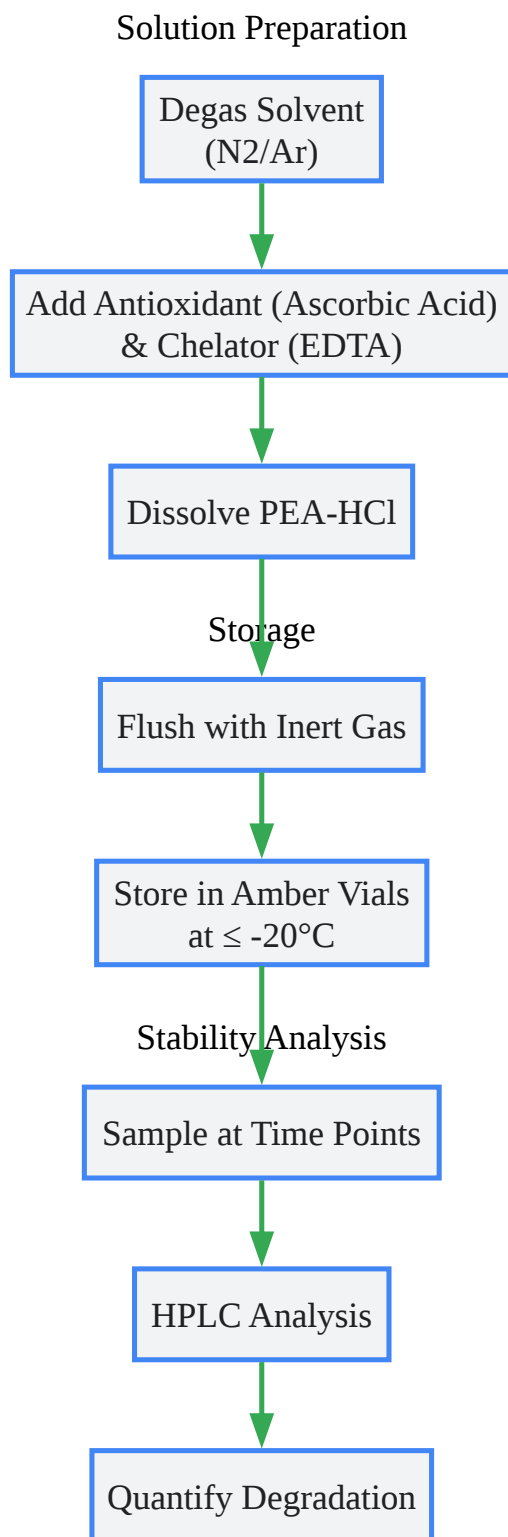 Solution Preparation
Degas Solvent
(N2/Ar)
Add Antioxidant (Ascorbic Acid)
& Chelator (EDTA)
Dissolve PEA-HCl
Storage
Flush with Inert Gas
Store in Amber Vials
at ≤ -20°C
Stability Analysis
Sample at Time Points
HPLC Analysis
Quantify Degradation